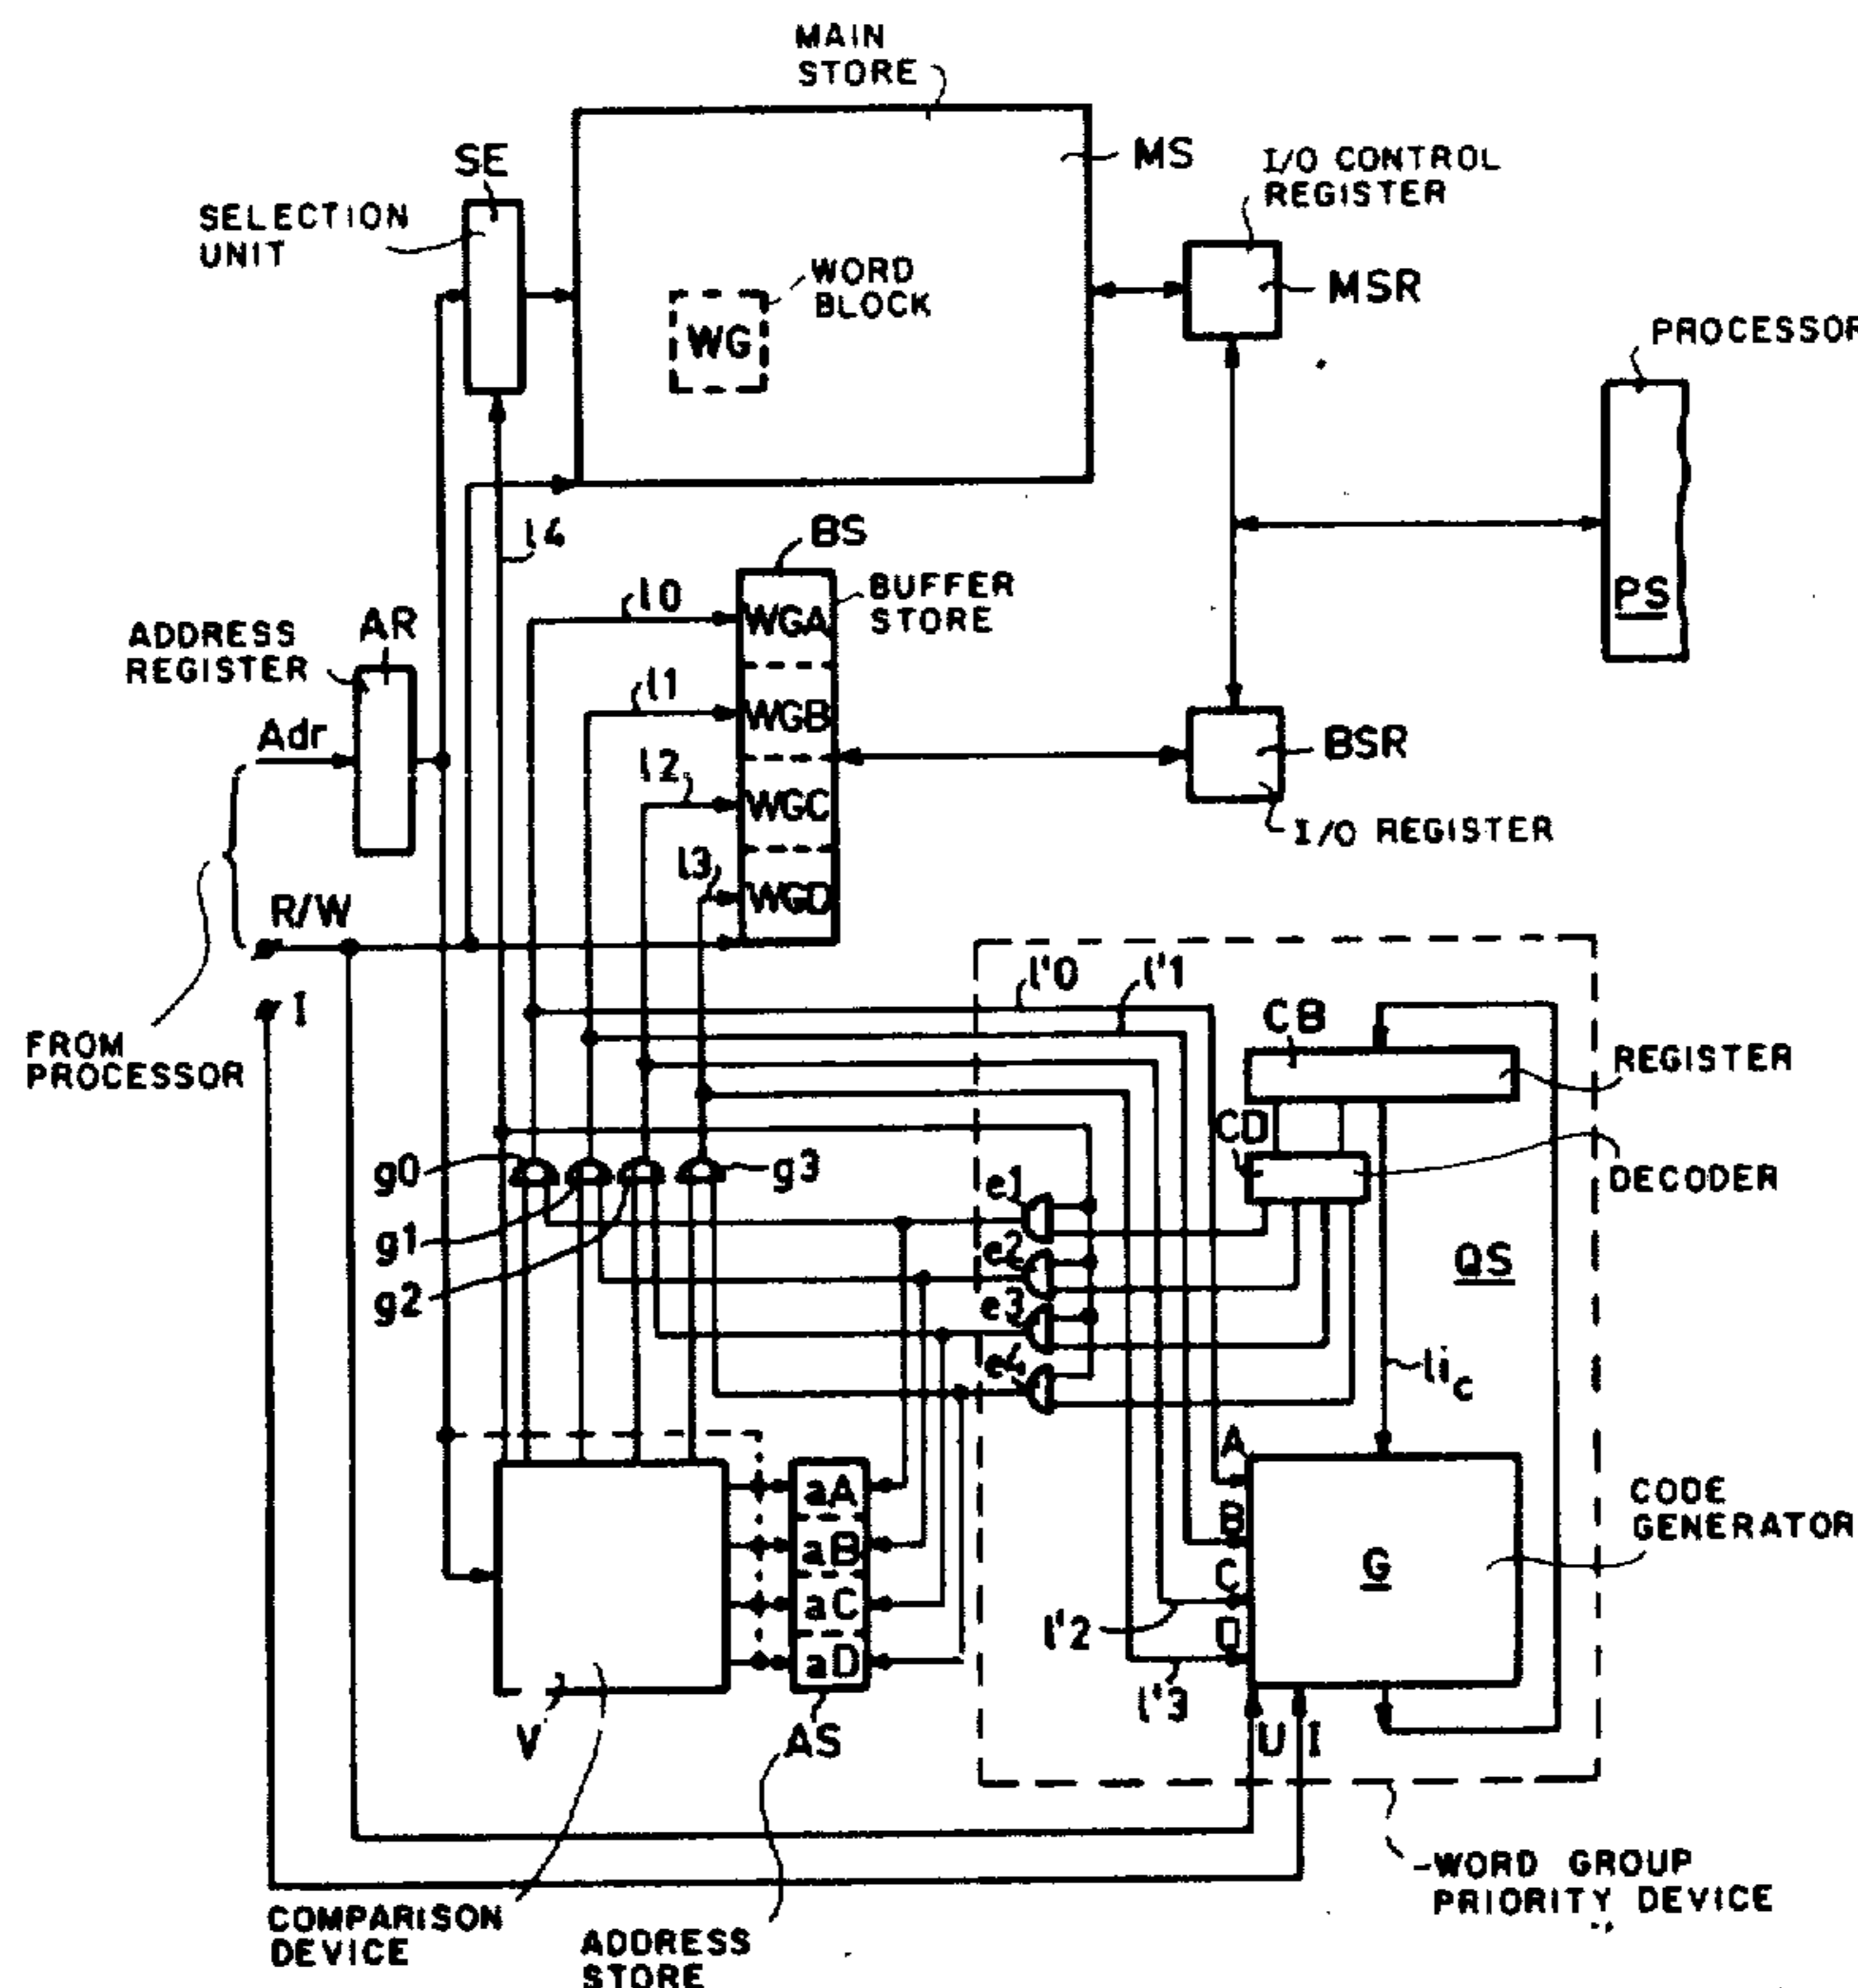 MAIN
STORE
SE
MS
I/O CONTROL
REGISTER
SELECTION
UNIT
WORD
BLOCK
WG
MSR
PROCESSOR
l4
BS
BUFFER
STORE
l0
WGA
PS
ADDRESS
REGISTER
AR
l1
WGB
Adr
BSR
l2
WGC
I/O REGISTER
l3
WGD
R/W
I
l'0
l'1
CB
FROM
PROCESSOR
REGISTER
CD
g0
g3
DECODER
e1
g1
e2
QS
g2
e3
e4
li c
A
aA
B
CODE
GENERATOR
aB
G
C
aC
l'2
D
aD
l'3
V
AS
U I
WORD GROUP
PRIORITY DEVICE
COMPARISON
DEVICE
ADDRESS
STORE